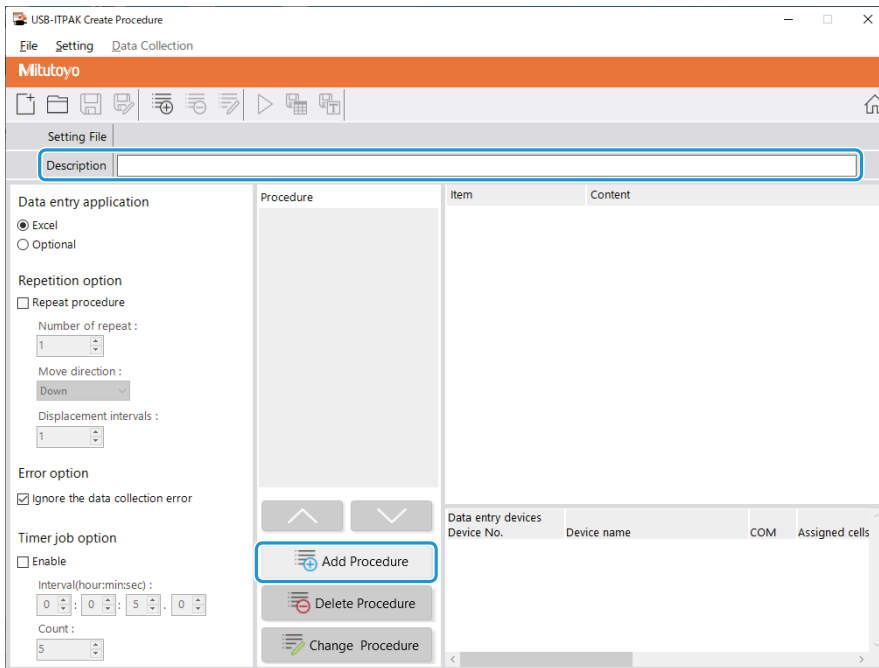 USB-ITPAK Create Procedure
File Setting Data Collection
Mitutoyo
Setting File
Description
Data entry application
Excel
Optional
Repetition option
Repeat procedure
Number of repeat :
1
Move direction :
Down
Displacement intervals :
1
Error option
Ignore the data collection error
Timer job option
Enable
Interval(hour:min:sec) :
0 : 0 : 5 . 0
Count :
5
Procedure
Add Procedure
Delete Procedure
Change Procedure
Item Content
Data entry devices
Device No. Device name COM Assigned cells